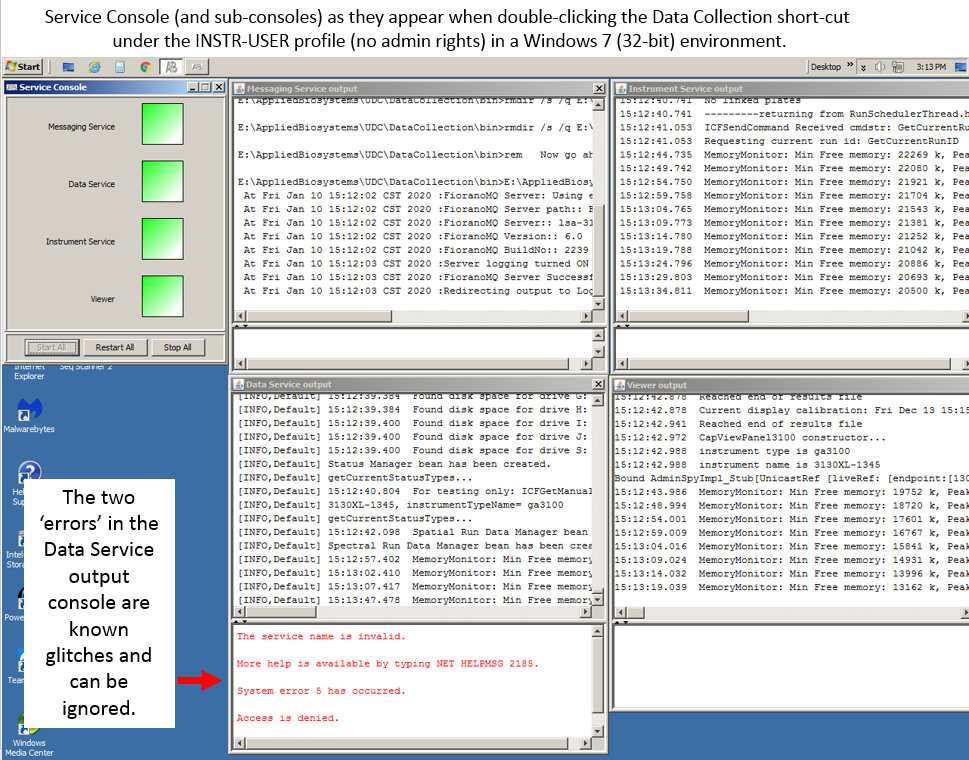 Service Console (and sub-consoles) as they appear when double-clicking the Data Collection short-cut
under the INSTR-USER profile (no admin rights) in a Windows 7 (32-bit) environment.
Start
Desktop »
3:13 PM
Service Console
Messaging Service
Data Service
Instrument Service
Viewer
Start All
Restart All
Stop All
Messaging Service output
E:\AppliedBiosystems\UDC\DataCollection\bin>rmdir /s /q E:\
E:\AppliedBiosystems\UDC\DataCollection\bin>rmdir /s /q E:\
E:\AppliedBiosystems\UDC\DataCollection\bin>rem   Now go ah
E:\AppliedBiosystems\UDC\DataCollection\bin>E:\AppliedBiosy
At Fri Jan 10 15:12:02 CST 2020 :FioranoMQ Server: Using e
At Fri Jan 10 15:12:02 CST 2020 :FioranoMQ Server path::
At Fri Jan 10 15:12:02 CST 2020 :FioranoMQ Server:: lsa-31
At Fri Jan 10 15:12:02 CST 2020 :FioranoMQ Version:: 6.0
At Fri Jan 10 15:12:02 CST 2020 :FioranoMQ BuildNo:: 2239
At Fri Jan 10 15:12:03 CST 2020 :Server logging turned ON
At Fri Jan 10 15:12:03 CST 2020 :FioranoMQ Server Successf
At Fri Jan 10 15:12:03 CST 2020 :Redirecting output to Log
Instrument Service output
15:12:40.741  No linked plates
15:12:40.741  ---------returning from RunSchedulerThread.h
15:12:41.053  ICFSendCommand Received cmdstr: GetCurrentRu
15:12:41.053  Requesting current run id: GetCurrentRunID
15:12:44.735  MemoryMonitor: Min Free memory: 22269 k, Pea
15:12:49.742  MemoryMonitor: Min Free memory: 22080 k, Pea
15:12:54.750  MemoryMonitor: Min Free memory: 21921 k, Pea
15:12:59.758  MemoryMonitor: Min Free memory: 21704 k, Pea
15:13:04.765  MemoryMonitor: Min Free memory: 21543 k, Pea
15:13:09.773  MemoryMonitor: Min Free memory: 21381 k, Pea
15:13:14.780  MemoryMonitor: Min Free memory: 21252 k, Pea
15:13:19.788  MemoryMonitor: Min Free memory: 21042 k, Pea
15:13:24.796  MemoryMonitor: Min Free memory: 20886 k, Pea
15:13:29.803  MemoryMonitor: Min Free memory: 20693 k, Pea
15:13:34.811  MemoryMonitor: Min Free memory: 20500 k, Pea
Internet
Explorer
Seq Scanner 2
Malwarebytes
Windows
Media Center
The two
‘errors’ in the
Data Service
output
console are
known
glitches and
can be
ignored.
Data Service output
[INFO,Default] 15:12:39.384  Found disk space for drive G:
[INFO,Default] 15:12:39.384  Found disk space for drive H:
[INFO,Default] 15:12:39.400  Found disk space for drive I:
[INFO,Default] 15:12:39.400  Found disk space for drive J:
[INFO,Default] 15:12:39.400  Found disk space for drive S:
[INFO,Default] Status Manager bean has been created.
[INFO,Default] getCurrentStatusTypes...
[INFO,Default] 15:12:40.804  For testing only: ICFGetManual
[INFO,Default] 3130XL-1345, instrumentTypeName= ga3100
[INFO,Default] getCurrentStatusTypes...
[INFO,Default] 15:12:42.098  Spatial Run Data Manager bean
[INFO,Default] Spectral Run Data Manager bean has been crea
[INFO,Default] 15:12:57.402  MemoryMonitor: Min Free memory
[INFO,Default] 15:13:02.410  MemoryMonitor: Min Free memory
[INFO,Default] 15:13:07.417  MemoryMonitor: Min Free memory
[INFO,Default] 15:13:47.478  MemoryMonitor: Min Free memory
The service name is invalid.
More help is available by typing NET HELPMSG 2185.
System error 5 has occurred.
Access is denied.
Viewer output
15:12:42.878  Reached end of results file
15:12:42.878  Current display calibration: Fri Dec 13 15:15
15:12:42.941  Reached end of results file
15:12:42.972  CapViewPanel3100 constructor...
15:12:42.988  instrument type is ga3100
15:12:42.988  instrument name is 3130XL-1345
Bound AdminSpyImpl_Stub[UnicastRef [liveRef: [endpoint:[130
15:12:43.986  MemoryMonitor: Min Free memory: 19752 k, Peak
15:12:48.994  MemoryMonitor: Min Free memory: 18720 k, Peak
15:12:54.001  MemoryMonitor: Min Free memory: 17601 k, Peak
15:12:59.009  MemoryMonitor: Min Free memory: 16767 k, Peak
15:13:04.016  MemoryMonitor: Min Free memory: 15841 k, Peak
15:13:09.024  MemoryMonitor: Min Free memory: 14931 k, Peak
15:13:14.032  MemoryMonitor: Min Free memory: 13996 k, Peak
15:13:19.039  MemoryMonitor: Min Free memory: 13162 k, Peak